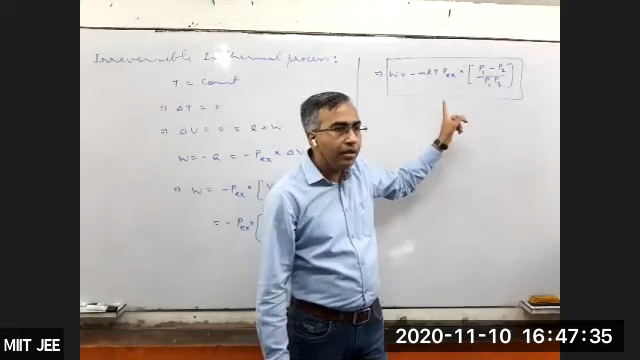 Irreversible Isothermal process:
T = Const
⇒ ΔT = 0
⇒ ΔU = 0 = Q + W
W = - Q = - Pex × ΔV
⇒ W = - Pex × [V
= - Pex × [
⇒ W = - nRT Pex × [P1 - P2 / P1 P2]
MIIT JEE
2020-11-10 16:47:35